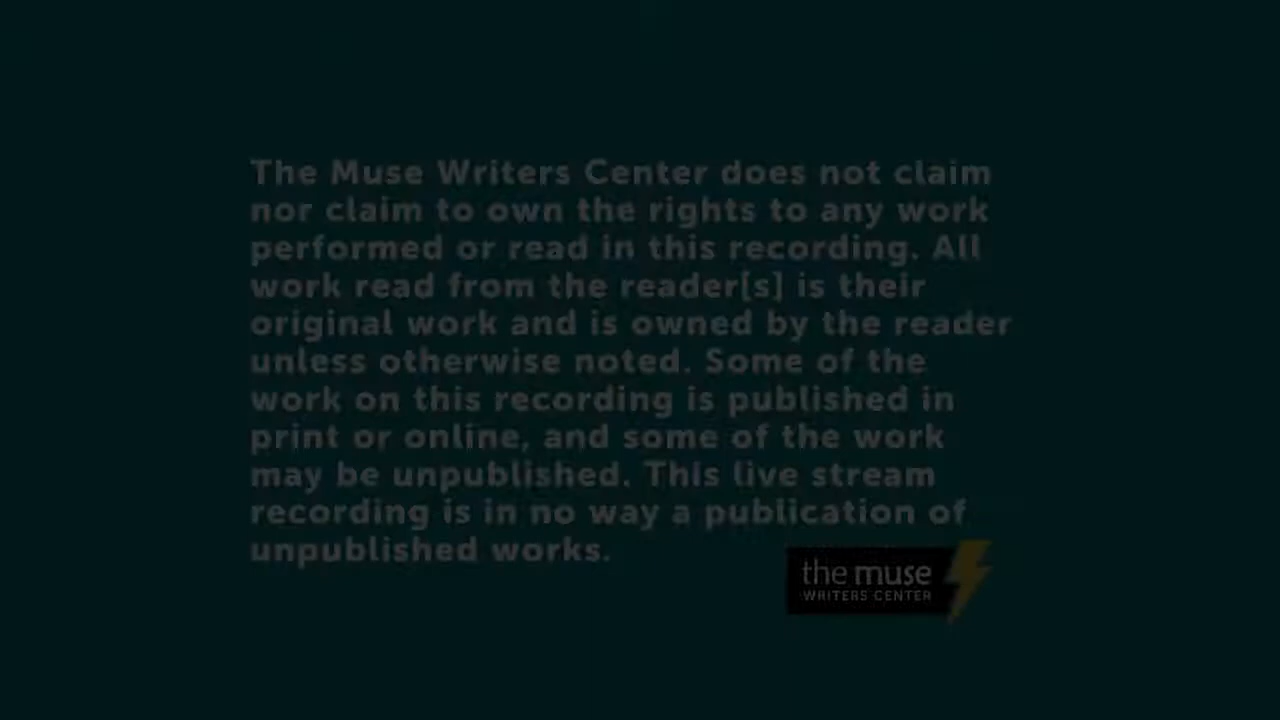 The Muse Writers Center does not claim
nor claim to own the rights to any work
performed or read in this recording. All
work read from the reader[s] is their
original work and is owned by the reader
unless otherwise noted. Some of the
work on this recording is published in
print or online, and some of the work
may be unpublished. This live stream
recording is in no way a publication of
unpublished works.
the muse
WRITERS CENTER